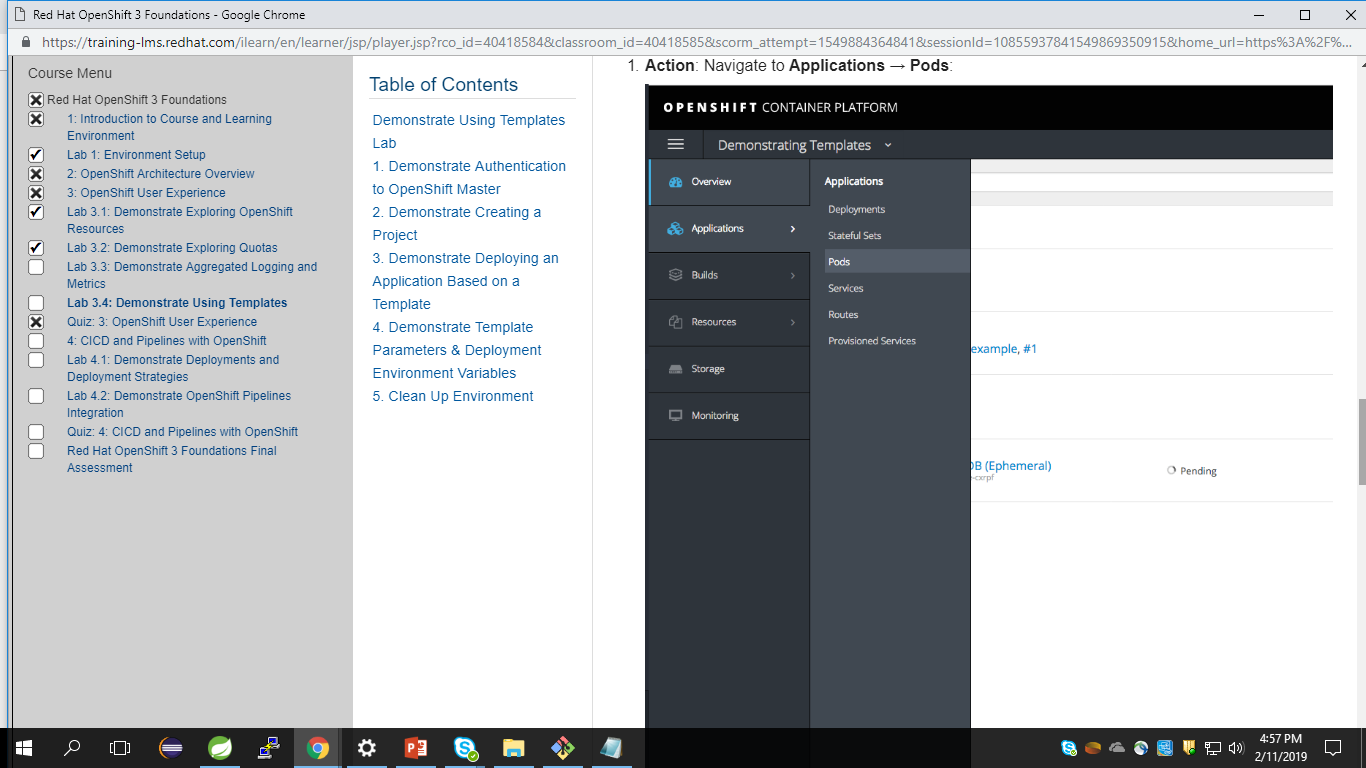 Red Hat OpenShift 3 Foundations - Google Chrome
https://training-lms.redhat.com/ilearn/en/learner/jsp/player.jsp?rco_id=40418584&classroom_id=40418585&scorm_attempt=1549884364841&sessionId=10855937841549869350915&home_url=https%3A%2F%...
Course Menu
Red Hat OpenShift 3 Foundations
1: Introduction to Course and Learning
Environment
Lab 1: Environment Setup
2: OpenShift Architecture Overview
3: OpenShift User Experience
Lab 3.1: Demonstrate Exploring OpenShift
Resources
Lab 3.2: Demonstrate Exploring Quotas
Lab 3.3: Demonstrate Aggregated Logging and
Metrics
Lab 3.4: Demonstrate Using Templates
Quiz: 3: OpenShift User Experience
4: CICD and Pipelines with OpenShift
Lab 4.1: Demonstrate Deployments and
Deployment Strategies
Lab 4.2: Demonstrate OpenShift Pipelines
Integration
Quiz: 4: CICD and Pipelines with OpenShift
Red Hat OpenShift 3 Foundations Final
Assessment
Table of Contents
Demonstrate Using Templates
Lab
1. Demonstrate Authentication
to OpenShift Master
2. Demonstrate Creating a
Project
3. Demonstrate Deploying an
Application Based on a
Template
4. Demonstrate Template
Parameters & Deployment
Environment Variables
5. Clean Up Environment
1. Action: Navigate to Applications → Pods:
OPENSHIFT CONTAINER PLATFORM
Demonstrating Templates
Overview
Applications
Builds
Resources
Storage
Monitoring
Applications
Deployments
Stateful Sets
Pods
Services
Routes
Provisioned Services
example, #1
DB (Ephemeral)
-cxrpf
Pending
4:57 PM
2/11/2019